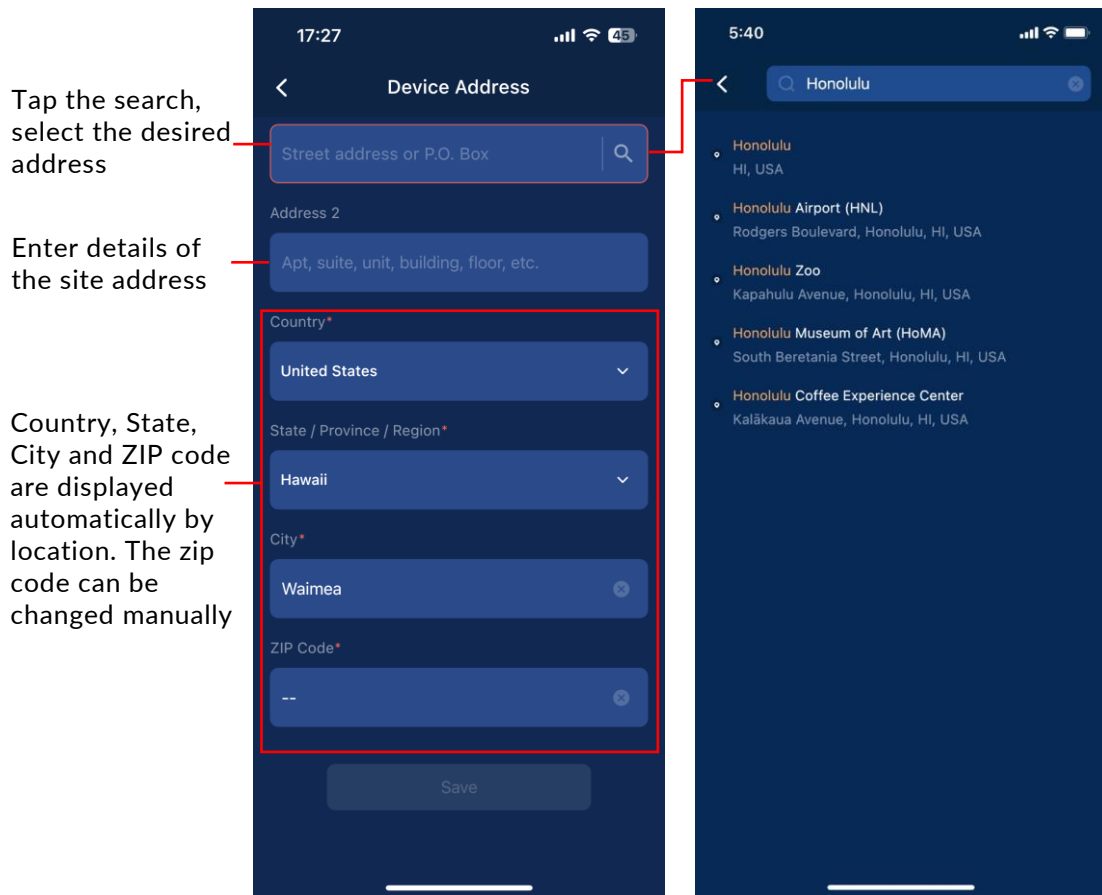 Tap the search,
select the desired
address
Enter details of
the site address
Country, State,
City and ZIP code
are displayed
automatically by
location. The zip
code can be
changed manually
17:27
45
Device Address
Street address or P.O. Box
Address 2
Apt, suite, unit, building, floor, etc.
Country*
United States
State / Province / Region*
Hawaii
City*
Waimea
ZIP Code*
--
Save
5:40
Honolulu
Honolulu
HI, USA
Honolulu Airport (HNL)
Rodgers Boulevard, Honolulu, HI, USA
Honolulu Zoo
Kapahulu Avenue, Honolulu, HI, USA
Honolulu Museum of Art (HoMA)
South Beretania Street, Honolulu, HI, USA
Honolulu Coffee Experience Center
Kalākaua Avenue, Honolulu, HI, USA